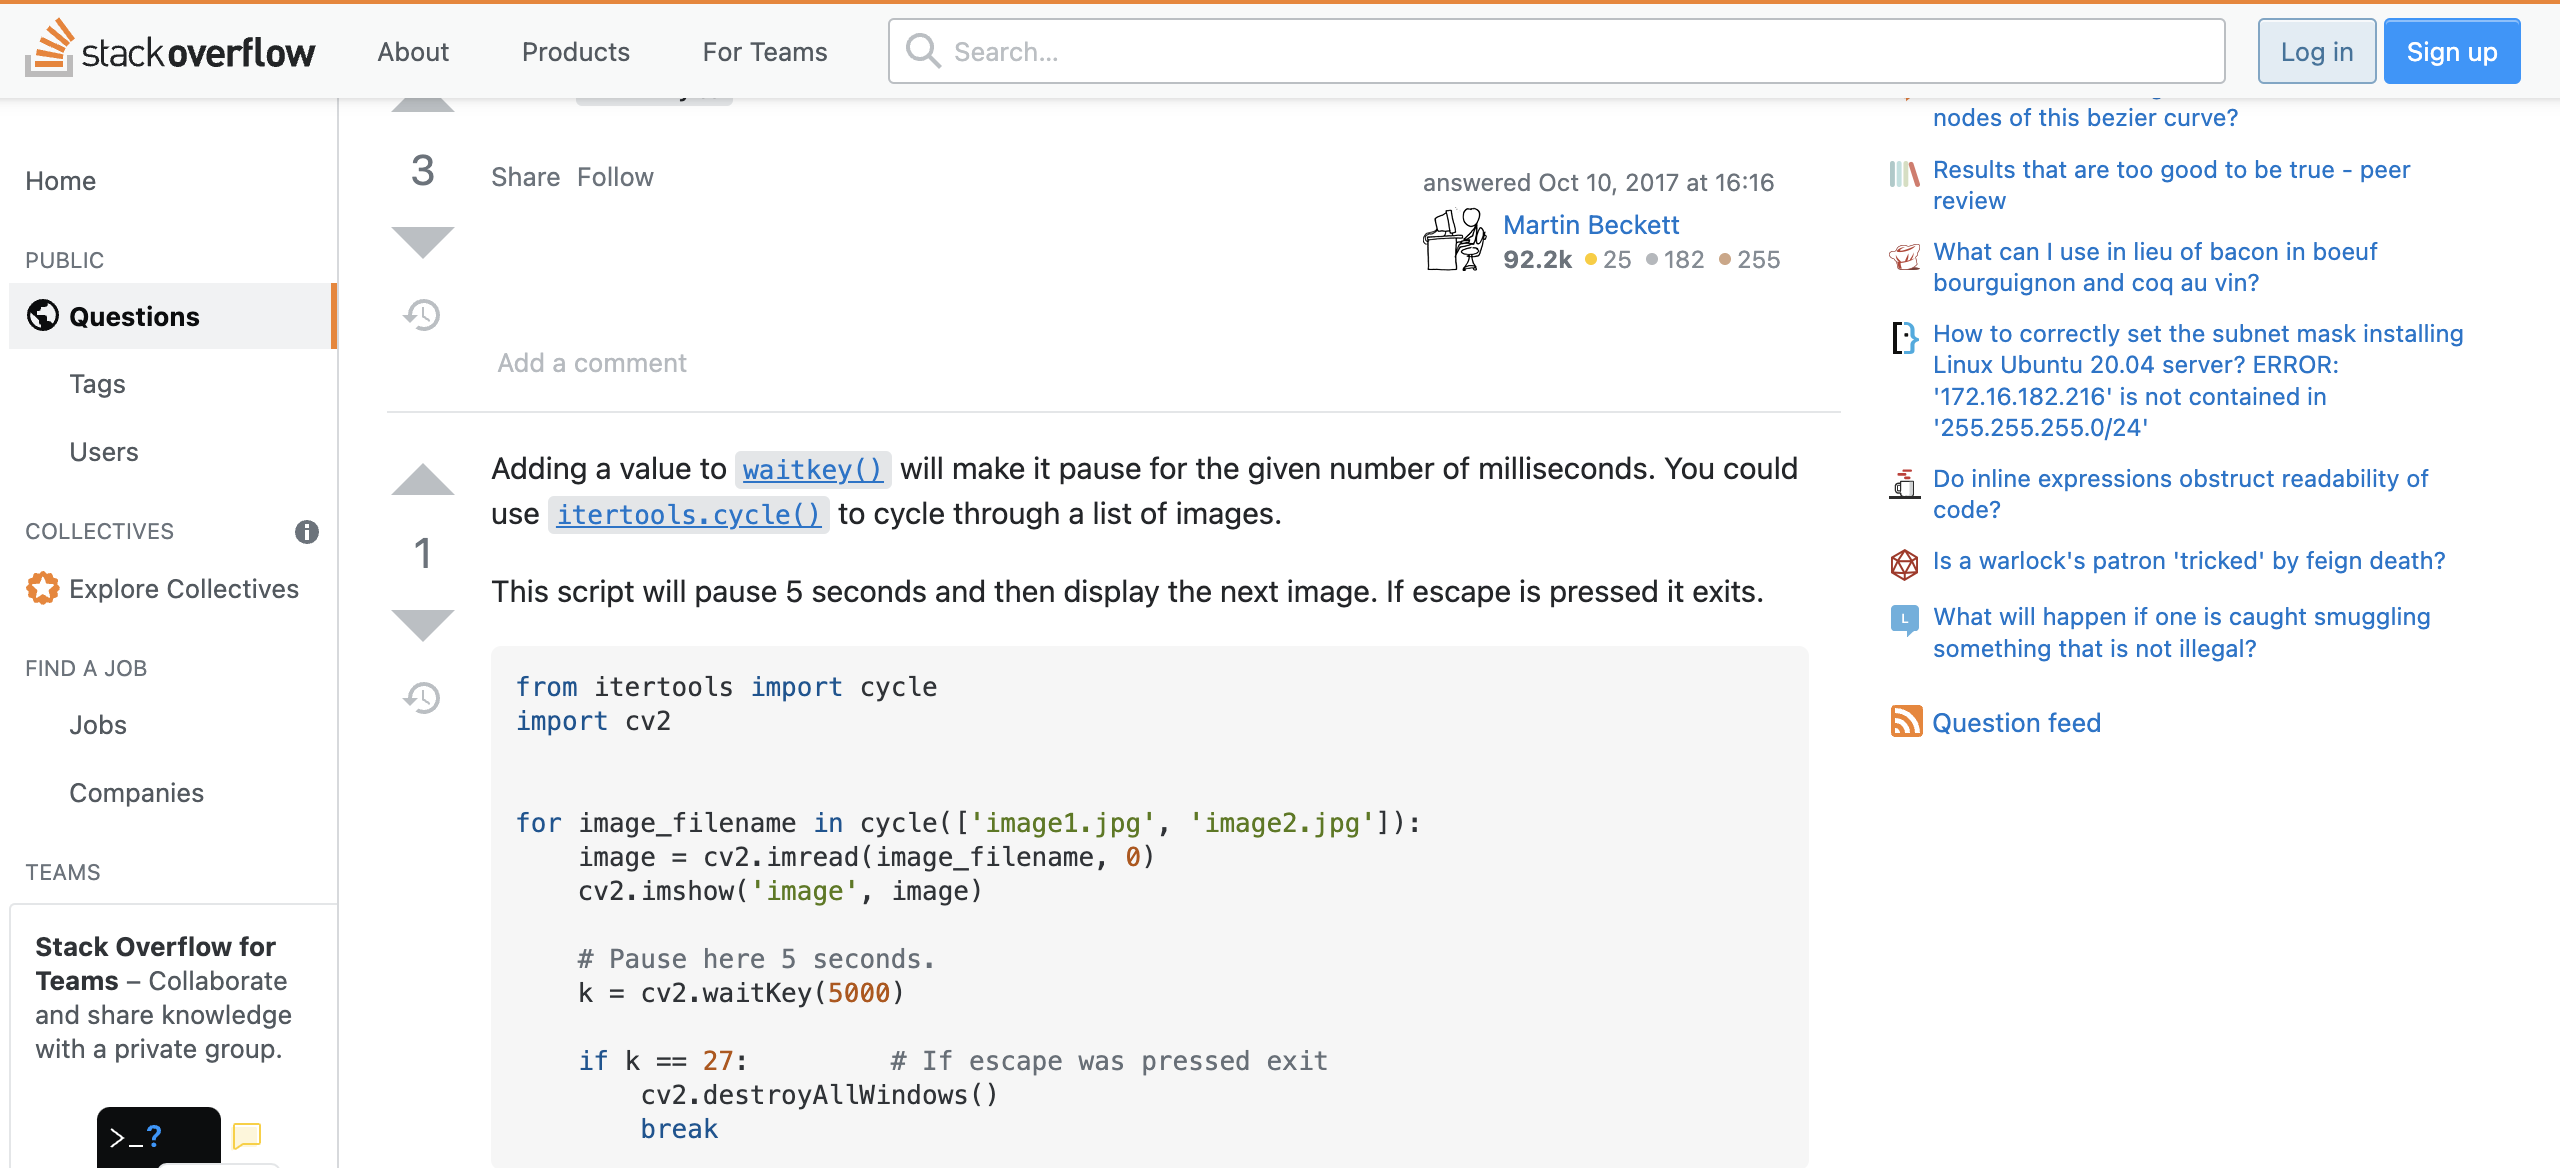 stack overflow
About
Products
For Teams
Search...
Log in
Sign up
Home
PUBLIC
Questions
Tags
Users
COLLECTIVES
Explore Collectives
FIND A JOB
Jobs
Companies
TEAMS
Stack Overflow for
Teams – Collaborate
and share knowledge
with a private group.
>_?
3
Share Follow
answered Oct 10, 2017 at 16:16
Martin Beckett
92.2k 25 182 255
Add a comment
1
Adding a value to waitkey() will make it pause for the given number of milliseconds. You could
use itertools.cycle() to cycle through a list of images.
This script will pause 5 seconds and then display the next image. If escape is pressed it exits.
from itertools import cycle
import cv2
for image_filename in cycle(['image1.jpg', 'image2.jpg']):
    image = cv2.imread(image_filename, 0)
    cv2.imshow('image', image)
    # Pause here 5 seconds.
    k = cv2.waitKey(5000)
    if k == 27:         # If escape was pressed exit
        cv2.destroyAllWindows()
        break
nodes of this bezier curve?
Results that are too good to be true - peer
review
What can I use in lieu of bacon in boeuf
bourguignon and coq au vin?
How to correctly set the subnet mask installing
Linux Ubuntu 20.04 server? ERROR:
'172.16.182.216' is not contained in
'255.255.255.0/24'
Do inline expressions obstruct readability of
code?
Is a warlock's patron 'tricked' by feign death?
L
What will happen if one is caught smuggling
something that is not illegal?
Question feed